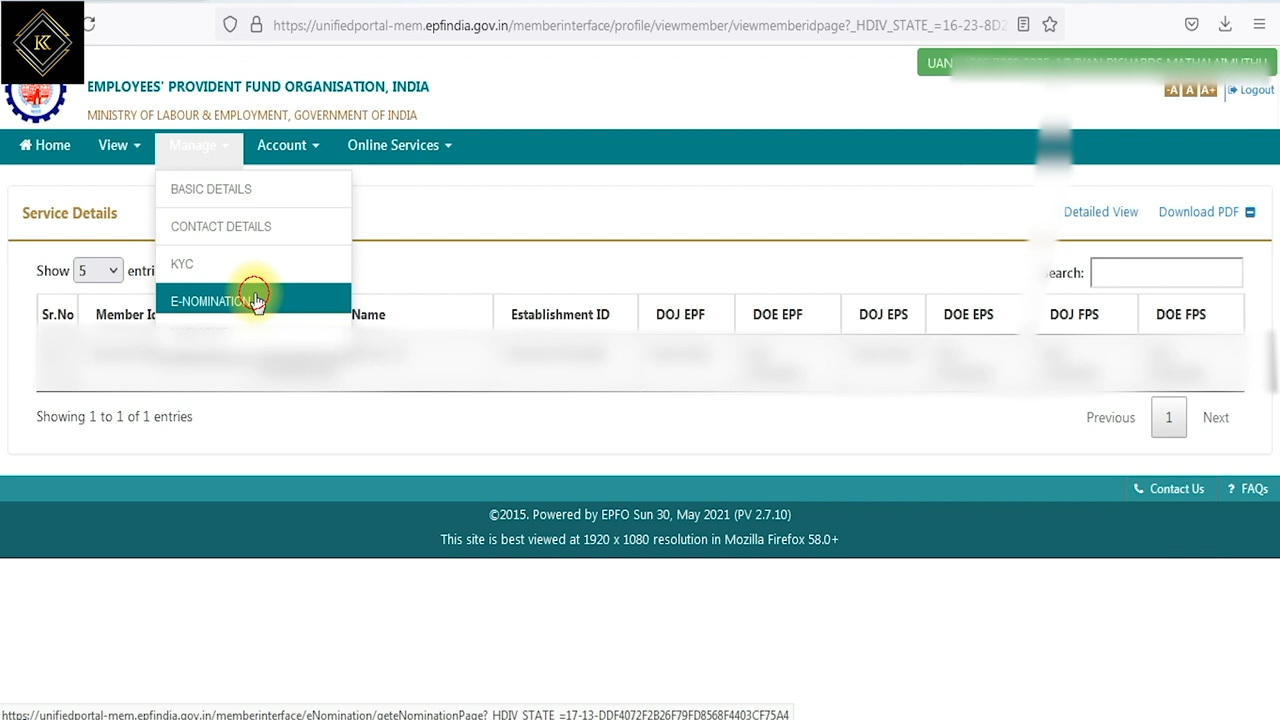 https://unifiedportal-mem.epfindia.gov.in/memberinterface/profile/viewmember/viewmemberidpage?_HDIV_STATE_=16-23-8D2
K
UAN
EMPLOYEES' PROVIDENT FUND ORGANISATION, INDIA
-A A A+ Logout
MINISTRY OF LABOUR & EMPLOYMENT, GOVERNMENT OF INDIA
Home View Manage Account Online Services
BASIC DETAILS
Service Details Detailed View Download PDF
CONTACT DETAILS
KYC
Show 5 entri
E-NOMINATION
Sr.No Member Name Establishment ID DOJ EPF DOE EPF DOJ EPS DOE EPS DOJ FPS DOE FPS
Showing 1 to 1 of 1 entries Previous 1 Next
Contact Us ? FAQs
©2015. Powered by EPFO Sun 30, May 2021 (PV 2.7.10)
This site is best viewed at 1920 x 1080 resolution in Mozilla Firefox 58.0+
https://unifiedportal-mem.epfindia.gov.in/memberinterface/eNomination/geteNominationPage?_HDIV_STATE_=17-13-DDF4072F2B26F79FD8568F4403CF75A4